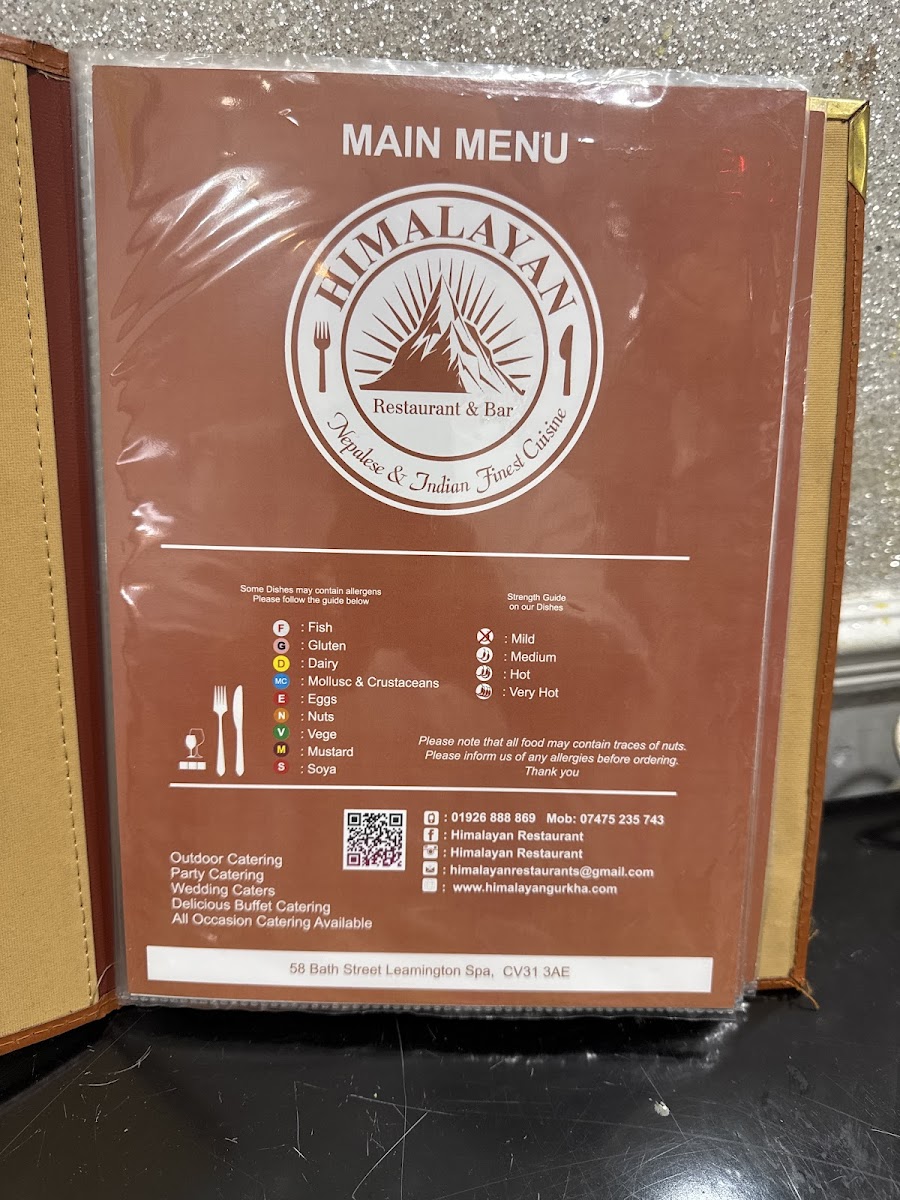 MAIN MENU
HIMALAYAN
Restaurant & Bar
Nepalese & Indian Finest Cuisine
Some Dishes may contain allergens
Please follow the guide below
F : Fish
G : Gluten
D : Dairy
MC : Mollusc & Crustaceans
E : Eggs
N : Nuts
V : Vege
M : Mustard
S : Soya
Strength Guide
on our Dishes
: Mild
: Medium
: Hot
: Very Hot
Please note that all food may contain traces of nuts.
Please inform us of any allergies before ordering.
Thank you
: 01926 888 869 Mob: 07475 235 743
: Himalayan Restaurant
: Himalayan Restaurant
: himalayanrestaurants@gmail.com
: www.himalayangurkha.com
Outdoor Catering
Party Catering
Wedding Caters
Delicious Buffet Catering
All Occasion Catering Available
58 Bath Street Leamington Spa, CV31 3AE